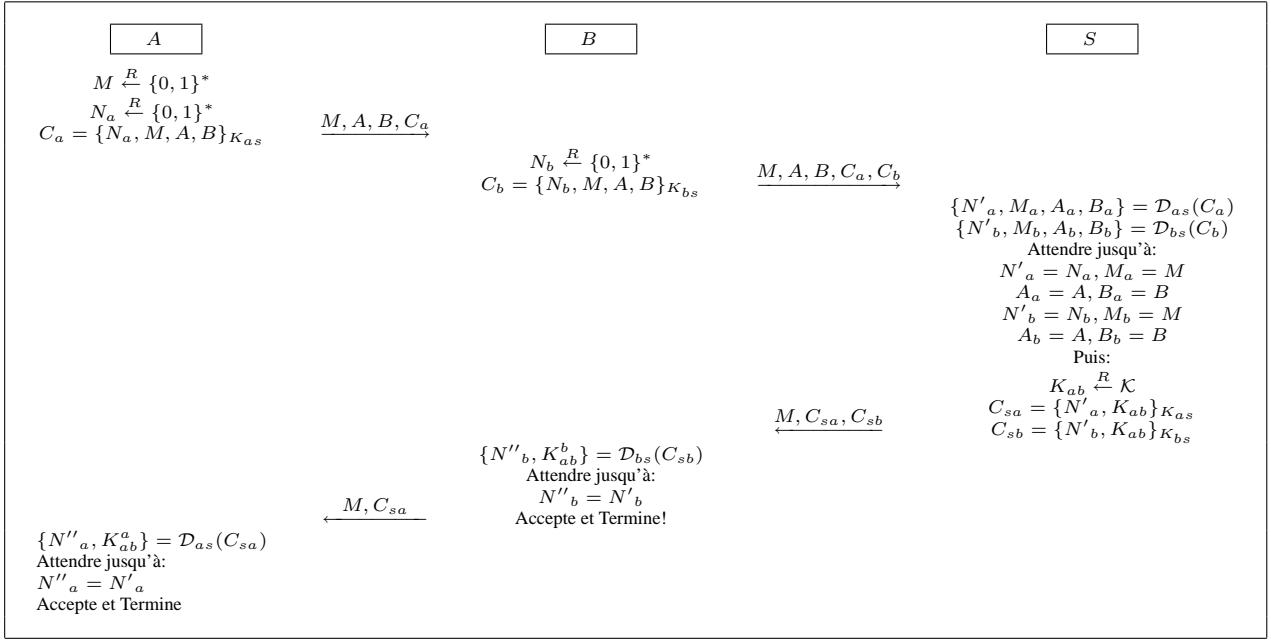 A B S
M ←R {0, 1}*
N_a ←R {0, 1}*
C_a = {N_a, M, A, B}_{K_as}
M, A, B, C_a
N_b ←R {0, 1}*
C_b = {N_b, M, A, B}_{K_bs}
M, A, B, C_a, C_b
{N'_a, M_a, A_a, B_a} = D_as(C_a)
{N'_b, M_b, A_b, B_b} = D_bs(C_b)
Attendre jusqu'à:
N'_a = N_a, M_a = M
A_a = A, B_a = B
N'_b = N_b, M_b = M
A_b = A, B_b = B
Puis:
K_ab ←R K
C_sa = {N'_a, K_ab}_{K_as}
C_sb = {N'_b, K_ab}_{K_bs}
M, C_sa, C_sb
{N''_b, K^b_ab} = D_bs(C_sb)
Attendre jusqu'à:
N''_b = N'_b
Accepte et Termine!
M, C_sa
{N''_a, K^a_ab} = D_as(C_sa)
Attendre jusqu'à:
N''_a = N'_a
Accepte et Termine